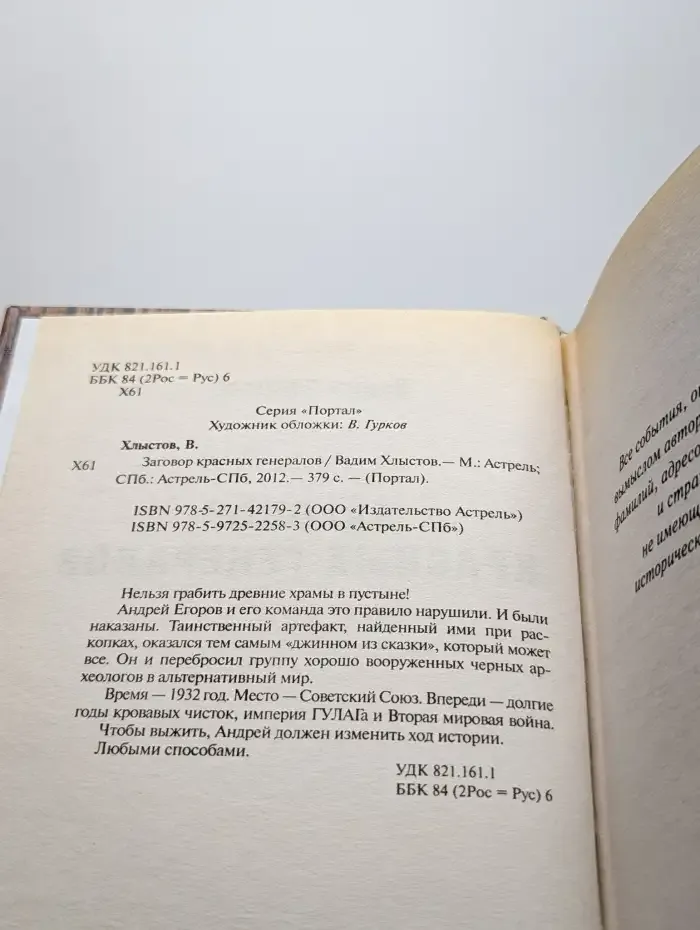 УДК 821.161.1
ББК 84 (2Рос = Рус) 6
Х61
Серия «Портал»
Художник обложки: В. Гурков
Хлыстов, В.
Х61 Заговор красных генералов / Вадим Хлыстов.— М.: Астрель;
СПб.: Астрель-СПб, 2012.— 379 с. — (Портал).
ISBN 978-5-271-42179-2 (ООО «Издательство Астрель»)
ISBN 978-5-9725-2258-3 (ООО «Астрель-СПб»)
Нельзя грабить древние храмы в пустыне!
Андрей Егоров и его команда это правило нарушили. И были
наказаны. Таинственный артефакт, найденный ими при рас-
копках, оказался тем самым «джинном из сказки», который может
все. Он и перебросил группу хорошо вооруженных черных ар-
хеологов в альтернативный мир.
Время — 1932 год. Место — Советский Союз. Впереди — долгие
годы кровавых чисток, империя ГУЛАГа и Вторая мировая война.
Чтобы выжить, Андрей должен изменить ход истории.
Любыми способами.
УДК 821.161.1
ББК 84 (2Рос = Рус) 6
Все события,
вымыслом
фамилий,
и
не